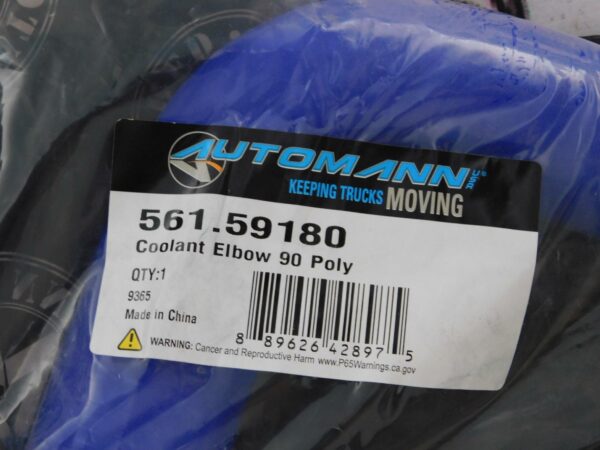 AUTOMANN USA®
KEEPING TRUCKS MOVING
561.59180
Coolant Elbow 90 Poly
QTY:1
9365
Made in China
8 89626 42897 5
WARNING: Cancer and Reproductive Harm www.P65Warnings.ca.gov